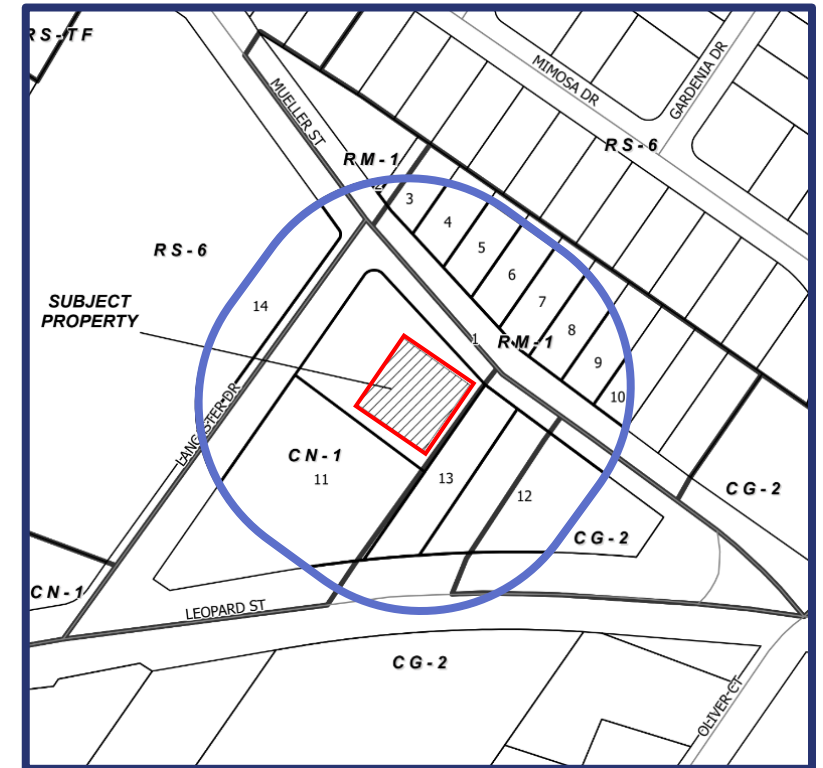 RS-TF
MIMOSA DR
GARDENIA DR
MUELLER ST
RS-6
RM-1
2
3
4
RS-6
5
6
SUBJECT
PROPERTY
14
7
8
1
RM-1
9
10
LANCASTER DR
CN-1
11
13
12
CG-2
CG-2
CN-1
LEOPARD ST
CG-2
OLIVER CT